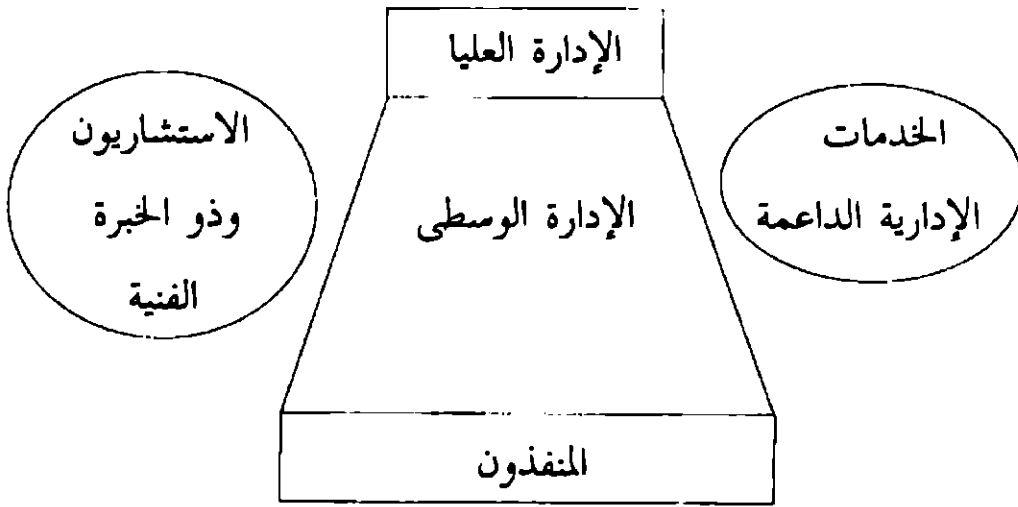 الإدارة العليا
الخدمات
الإدارية الداعمة
الإدارة الوسطى
الاستشاريون
وذو الخبرة
الفنية
المنفذون